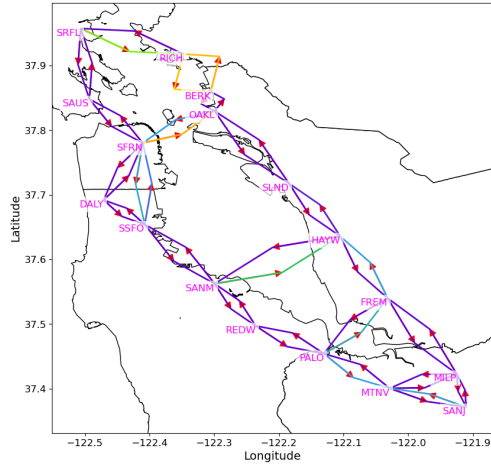 SRFL
37.9
RICH
BERK
SAUS
OAKL
37.8
SFRN
SLND
37.7
DALY
SSFO
HAYW
Latitude
37.6
SANM
FREM
37.5
REDW
PALO
37.4
MILP
MTNV
SANJ
-122.5 -122.4 -122.3 -122.2 -122.1 -122.0 -121.9
Longitude